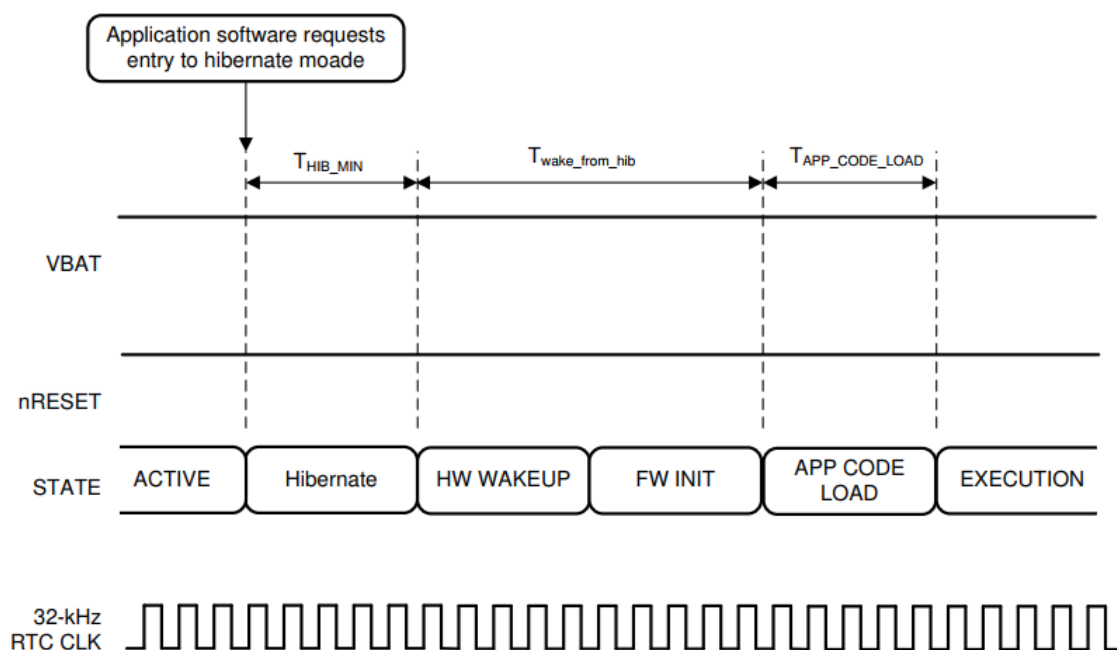 Application software requests
entry to hibernate moade
THIB_MIN
Twake_from_hib
TAPP_CODE_LOAD
VBAT
nRESET
STATE
ACTIVE
Hibernate
HW WAKEUP
FW INIT
APP CODE
LOAD
EXECUTION
32-kHz
RTC CLK